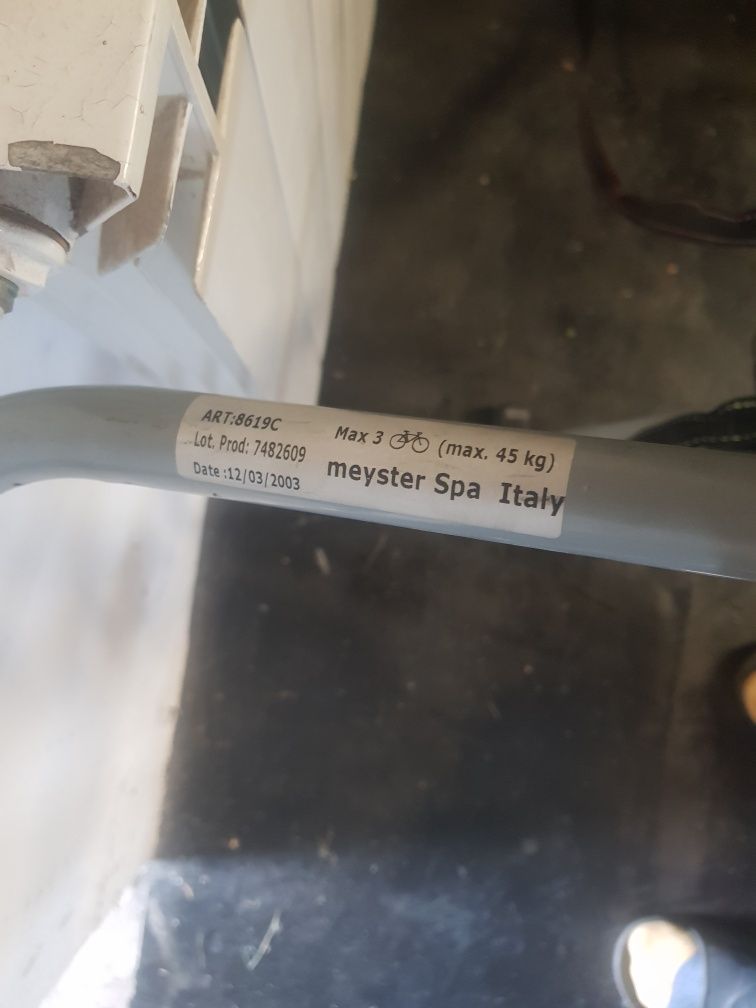 ART:8619C
Lot. Prod: 7482609
Date :12/03/2003
Max 3 (max. 45 kg)
meyster Spa Italy